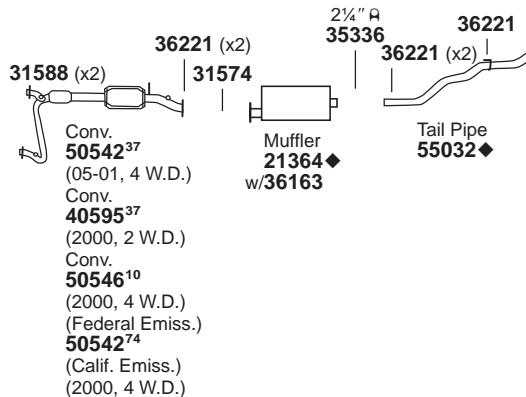 2¼″
35336
36221 (x2)
36221
36221 (x2)
31588 (x2)
31574
Conv.
50542³⁷
(05-01, 4 W.D.)
Conv.
40595³⁷
(2000, 2 W.D.)
Conv.
50546¹⁰
(2000, 4 W.D.)
(Federal Emiss.)
50542⁷⁴
(Calif. Emiss.)
(2000, 4 W.D.)
Muffler
21364◆
w/36163
Tail Pipe
55032◆